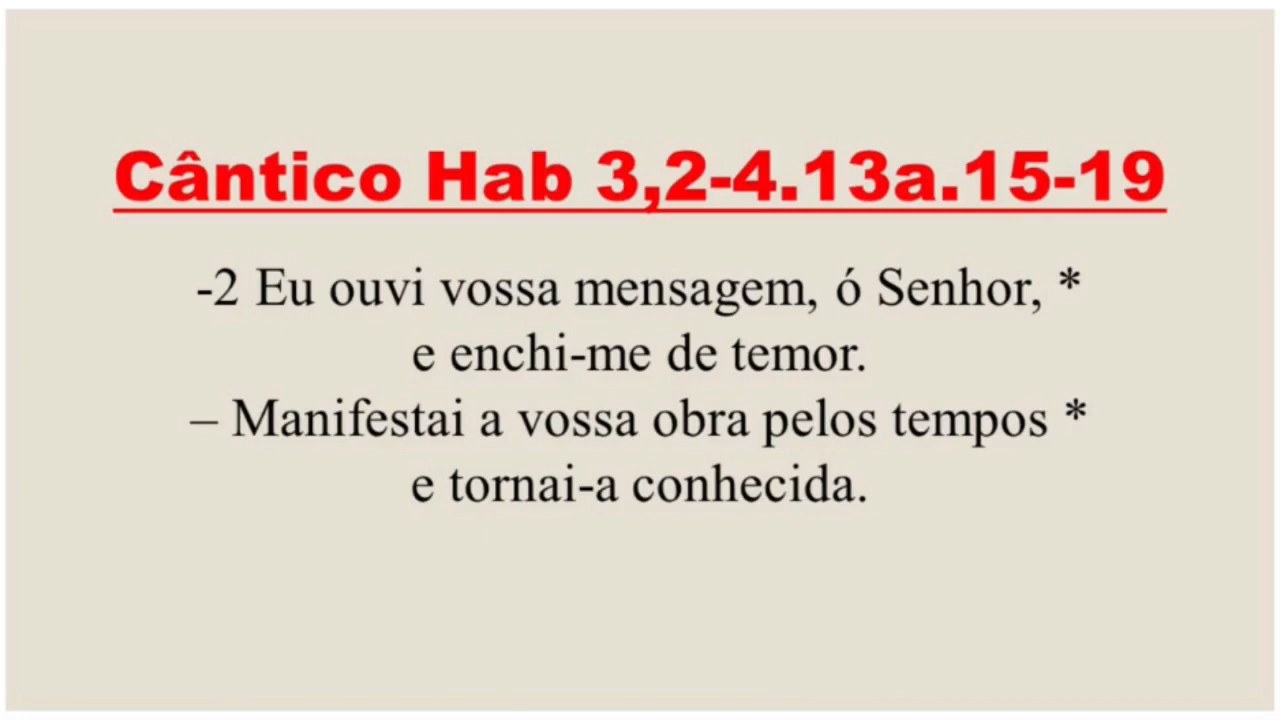 Cântico Hab 3,2-4.13a.15-19
-2 Eu ouvi vossa mensagem, ó Senhor, *
e enchi-me de temor.
– Manifestai a vossa obra pelos tempos *
e tornai-a conhecida.